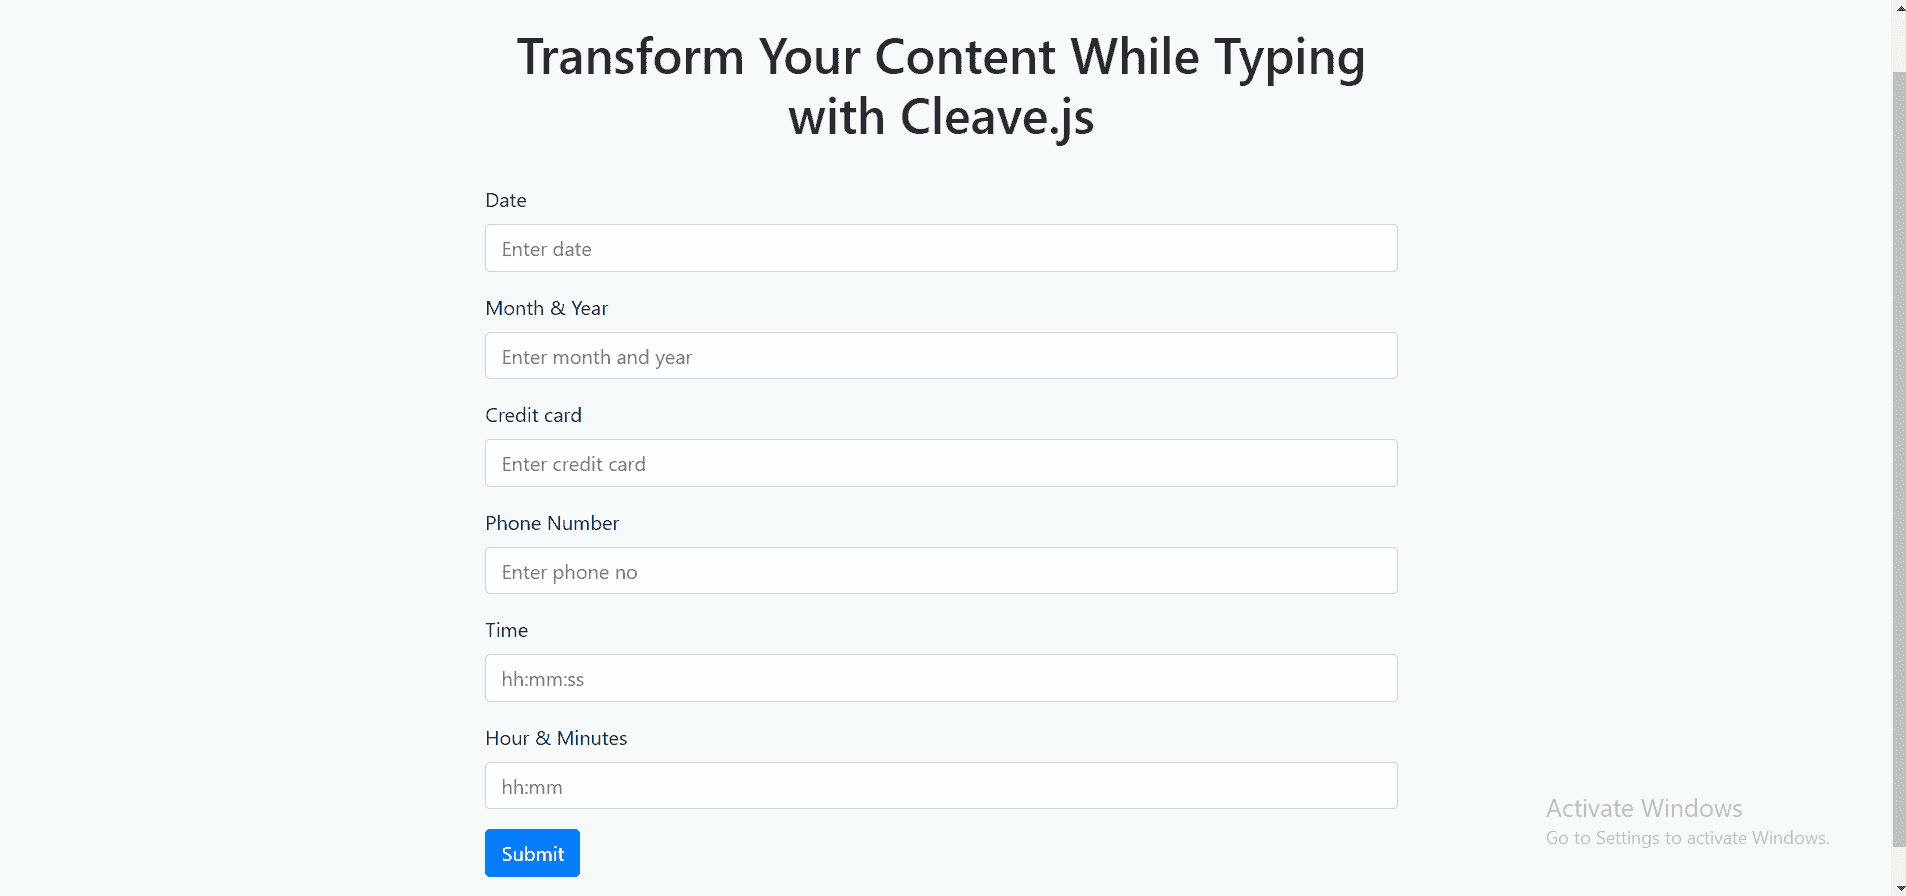 Transform Your Content While Typing
with Cleave.js
Date
Enter date
Month & Year
Enter month and year
Credit card
Enter credit card
Phone Number
Enter phone no
Time
hh:mm:ss
Hour & Minutes
hh:mm
Submit
Activate Windows
Go to Settings to activate Windows.